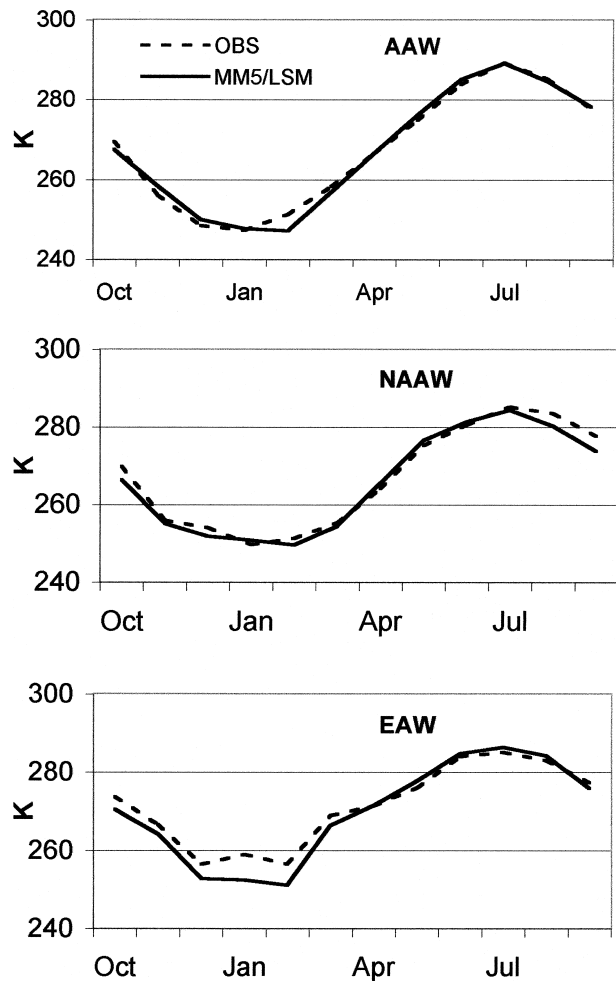 300
OBS
AAW
MM5/LSM
280
K
260
240
Oct Jan Apr Jul
300
NAAW
280
K
260
240
Oct Jan Apr Jul
300
EAW
280
K
260
240
Oct Jan Apr Jul